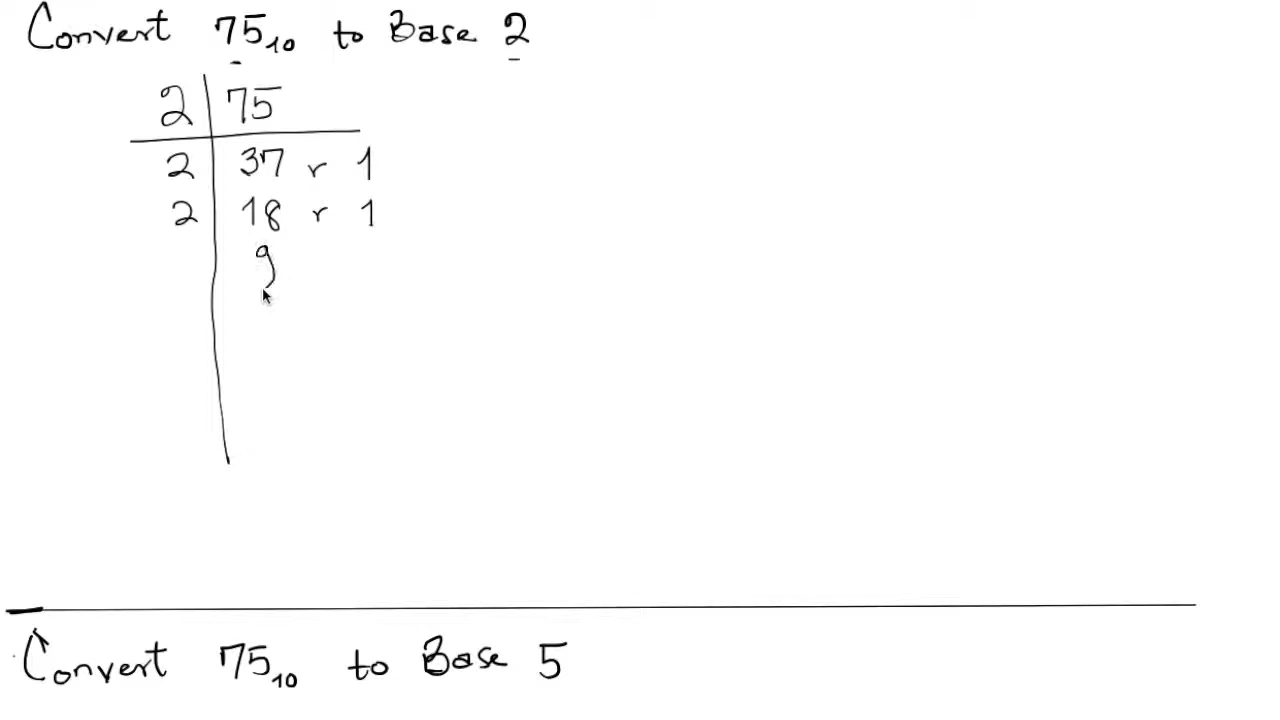 Convert 75₁₀ to Base 2
2 | 75
2 | 37 r 1
2 | 18 r 1
9
Convert 75₁₀ to Base 5